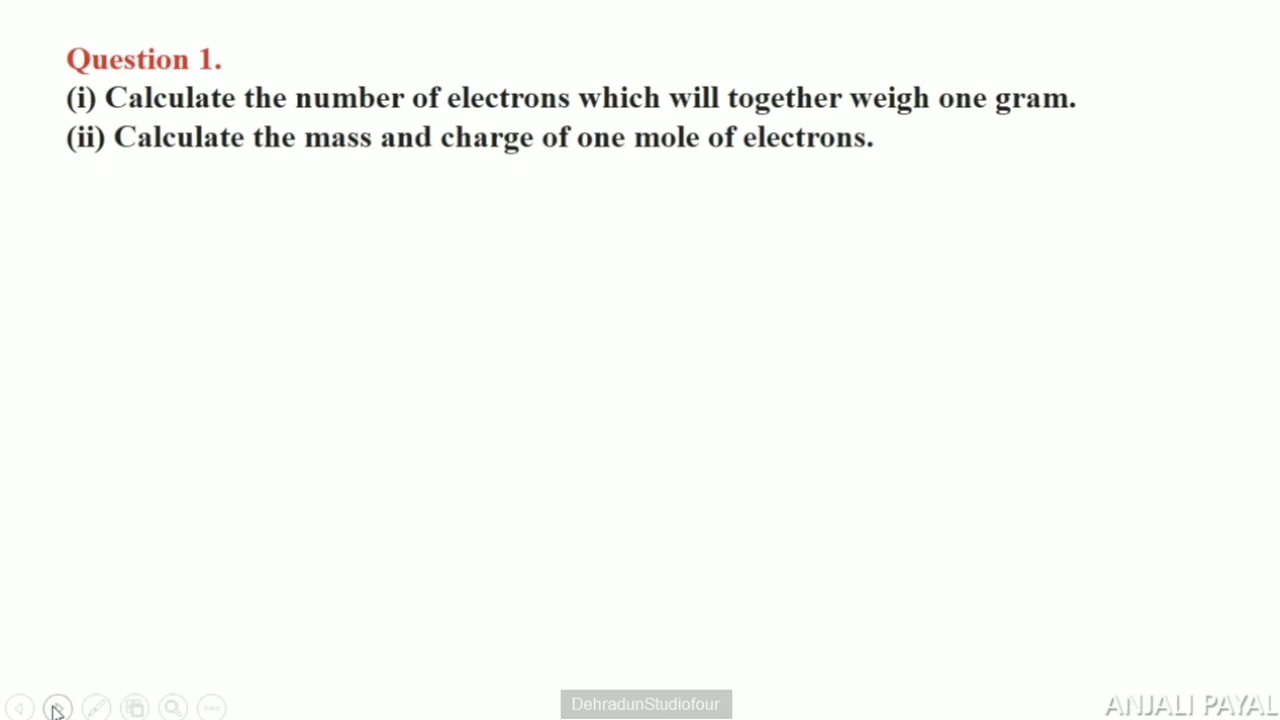 Question 1.
(i) Calculate the number of electrons which will together weigh one gram.
(ii) Calculate the mass and charge of one mole of electrons.
DehradunStudiofour
ANJALI PAYAL